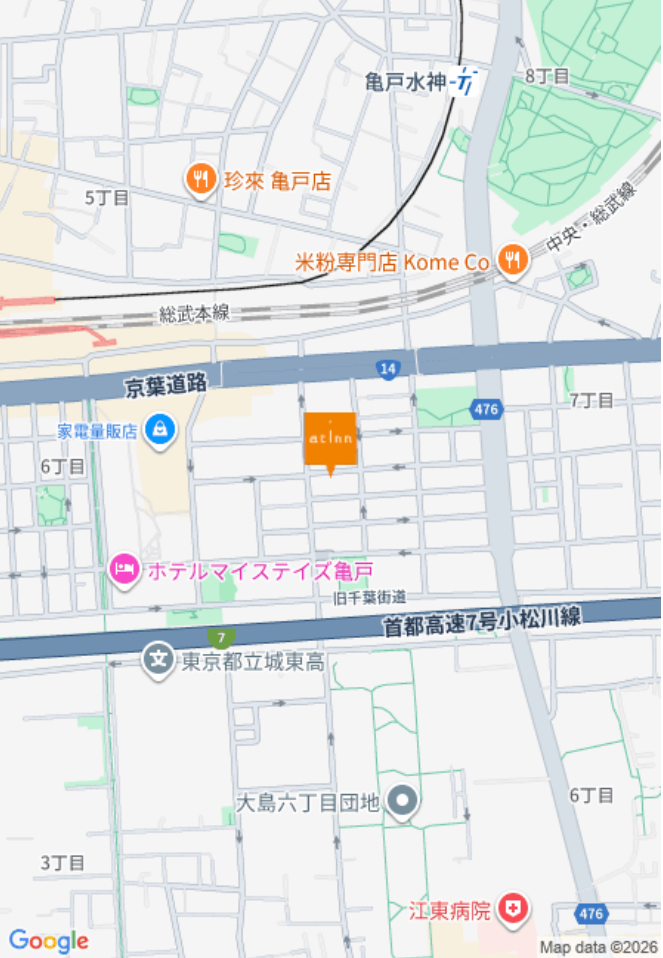 8丁目
亀戸水神
珍來 亀戸店
5丁目
中央・総武線
米粉専門店 Kome Co
総武本線
14
京葉道路
7丁目
476
家電量販店
at inn
6丁目
ホテルマイステイズ亀戸
旧千葉街道
首都高速7号小松川線
7
文
東京都立城東高
大島六丁目団地
6丁目
3丁目
江東病院
476
Google
Map data ©2026